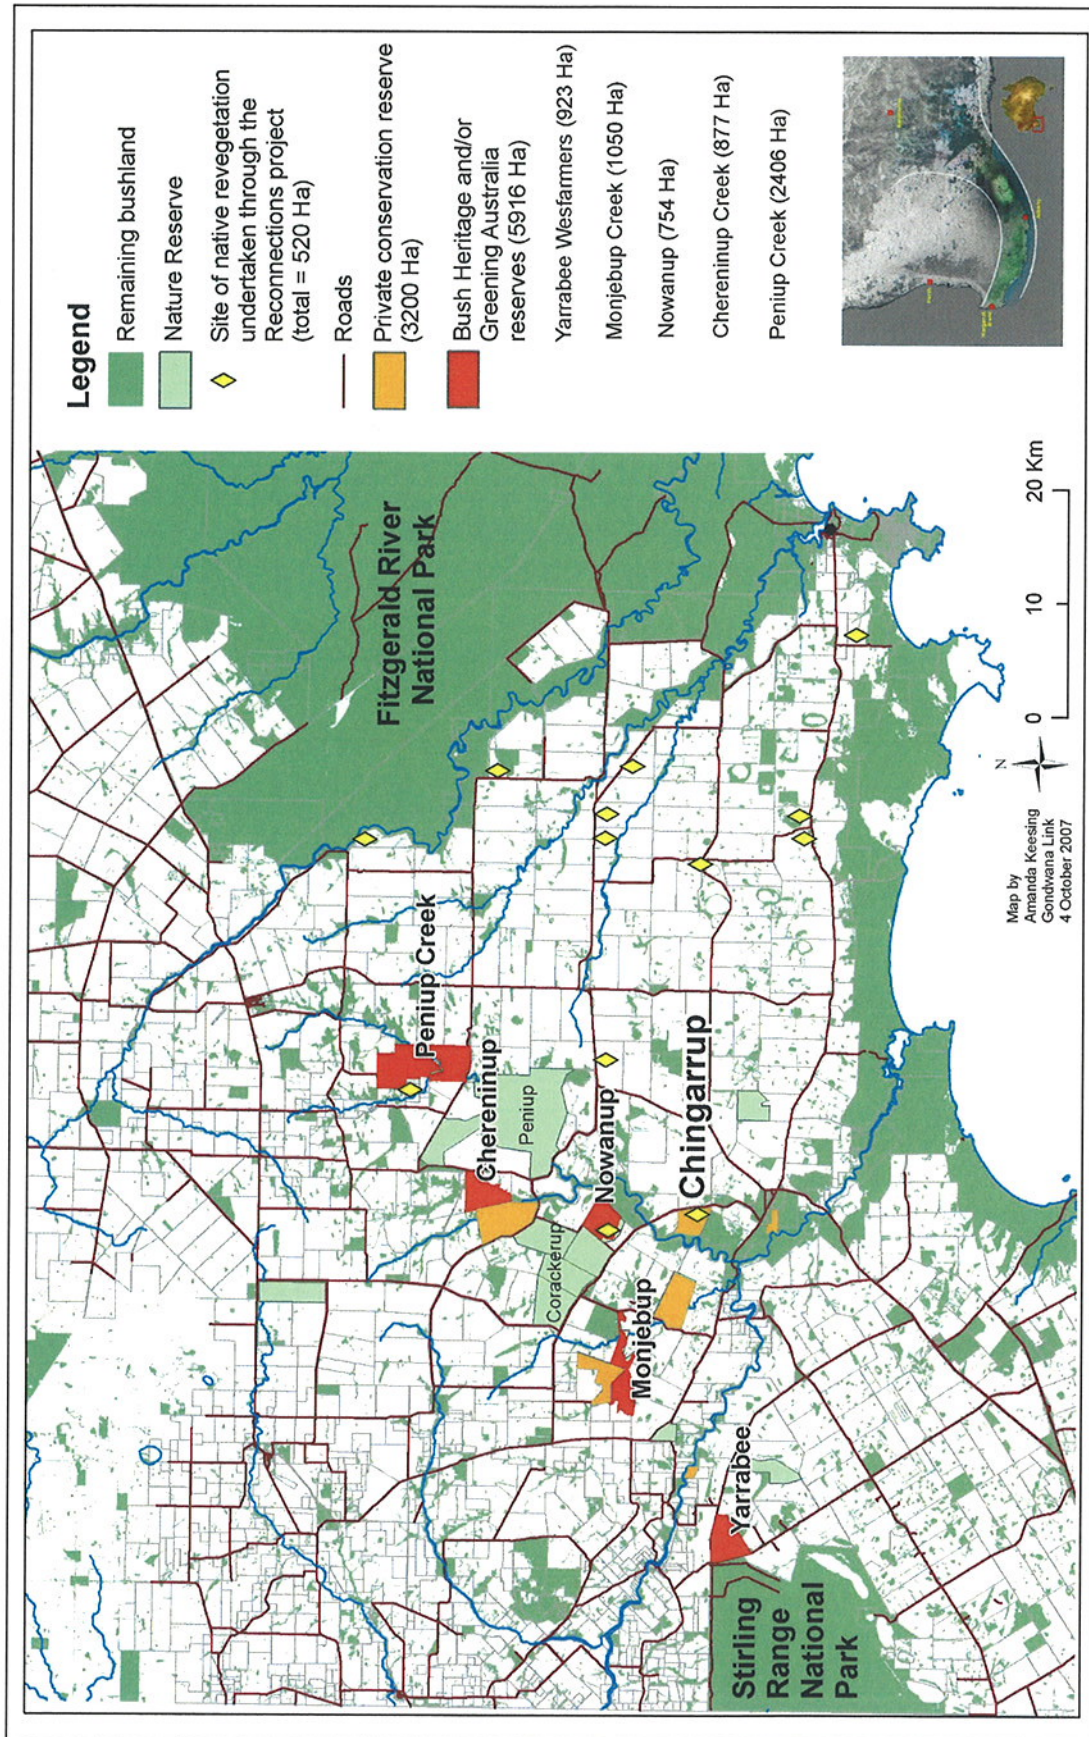 Legend
Remaining bushland
Nature Reserve
Site of native revegetation
undertaken through the
Reconnections project
(total = 520 Ha)
Roads
Private conservation reserve
(3200 Ha)
Bush Heritage and/or
Greening Australia
reserves (5916 Ha)
Yarrabee Wesfarmers (923 Ha)
Monjebup Creek (1050 Ha)
Nowanup (754 Ha)
Chereninup Creek (877 Ha)
Peniup Creek (2406 Ha)
Fitzgerald River
National Park
Peniup Creek
Chereninup
Peniup
Corackerup
Nowanup
Monjebup
Chingarrup
Yarrabee
Stirling
Range
National
Park
N
0 10 20 Km
Map by
Amanda Keesing
Gondwana Link
4 October 2007